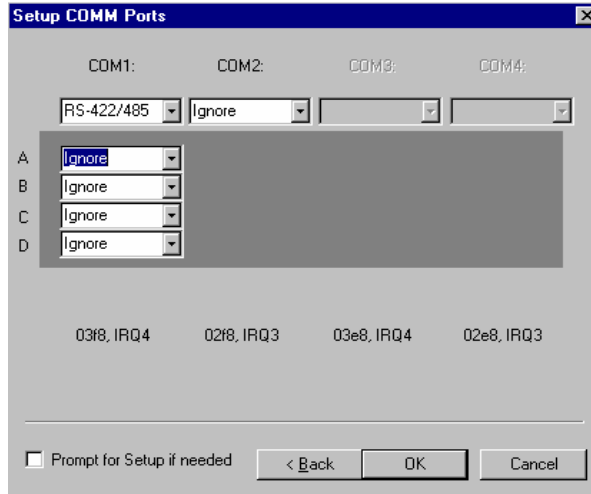 Setup COMM Ports
COM1: COM2: COM3: COM4:
RS-422/485 Ignore
A Ignore
B Ignore
C Ignore
D Ignore
03f8, IRQ4 02f8, IRQ3 03e8, IRQ4 02e8, IRQ3
Prompt for Setup if needed < Back OK Cancel